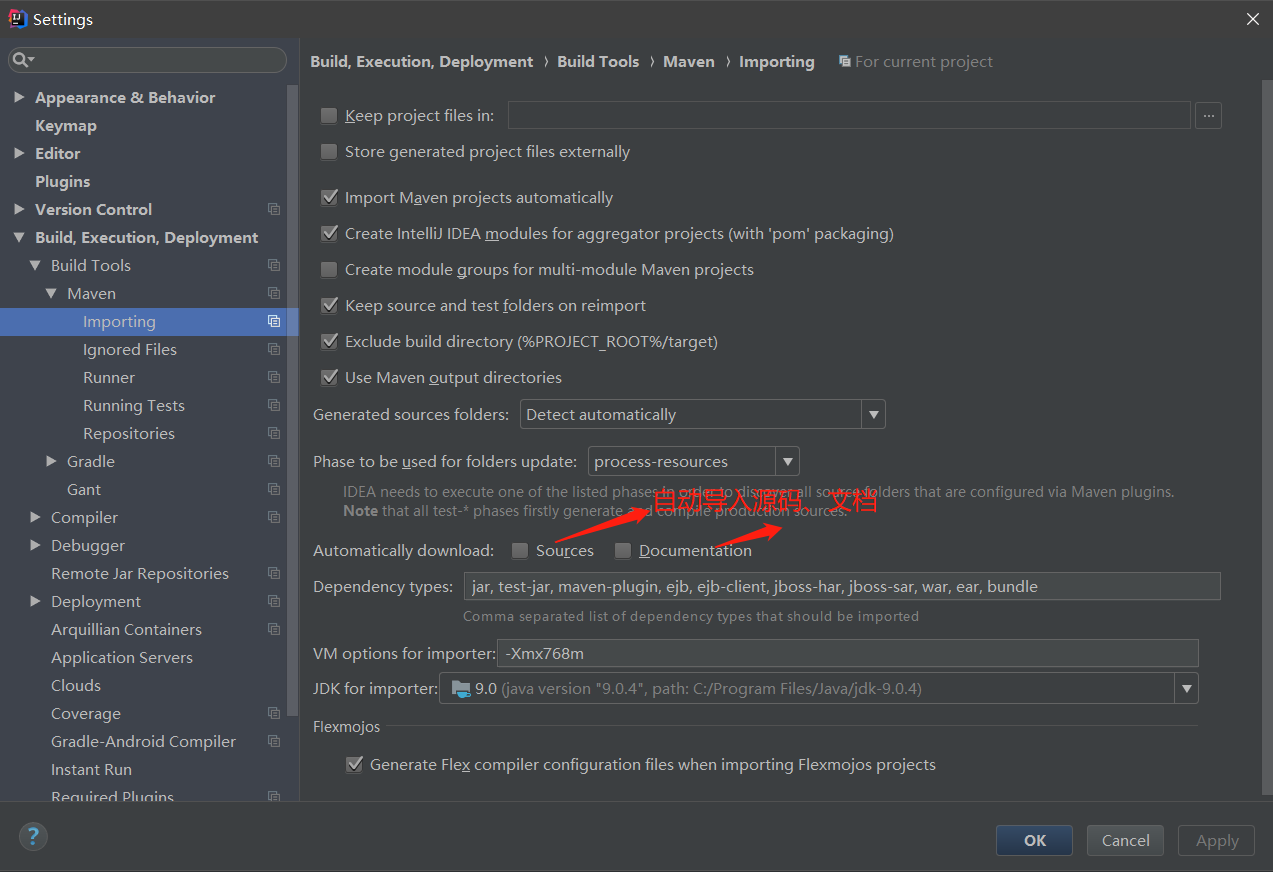 Settings
Build, Execution, Deployment › Build Tools › Maven › Importing For current project
Appearance & Behavior
Keymap
Editor
Plugins
Version Control
Build, Execution, Deployment
Build Tools
Maven
Importing
Ignored Files
Runner
Running Tests
Repositories
Gradle
Gant
Compiler
Debugger
Remote Jar Repositories
Deployment
Arquillian Containers
Application Servers
Clouds
Coverage
Gradle-Android Compiler
Instant Run
Required Plugins
Keep project files in:
...
Store generated project files externally
Import Maven projects automatically
Create IntelliJ IDEA modules for aggregator projects (with 'pom' packaging)
Create module groups for multi-module Maven projects
Keep source and test folders on reimport
Exclude build directory (%PROJECT_ROOT%/target)
Use Maven output directories
Generated sources folders: Detect automatically
Phase to be used for folders update: process-resources
IDEA needs to execute one of the listed phases in order to discover all source folders that are configured via Maven plugins.
自动导入源码、文档
Note that all test-* phases firstly generate and compile production sources.
Automatically download: Sources Documentation
Dependency types: jar, test-jar, maven-plugin, ejb, ejb-client, jboss-har, jboss-sar, war, ear, bundle
Comma separated list of dependency types that should be imported
VM options for importer: -Xmx768m
JDK for importer: 9.0 (java version "9.0.4", path: C:/Program Files/Java/jdk-9.0.4)
Flexmojos
Generate Flex compiler configuration files when importing Flexmojos projects
?
OK Cancel Apply